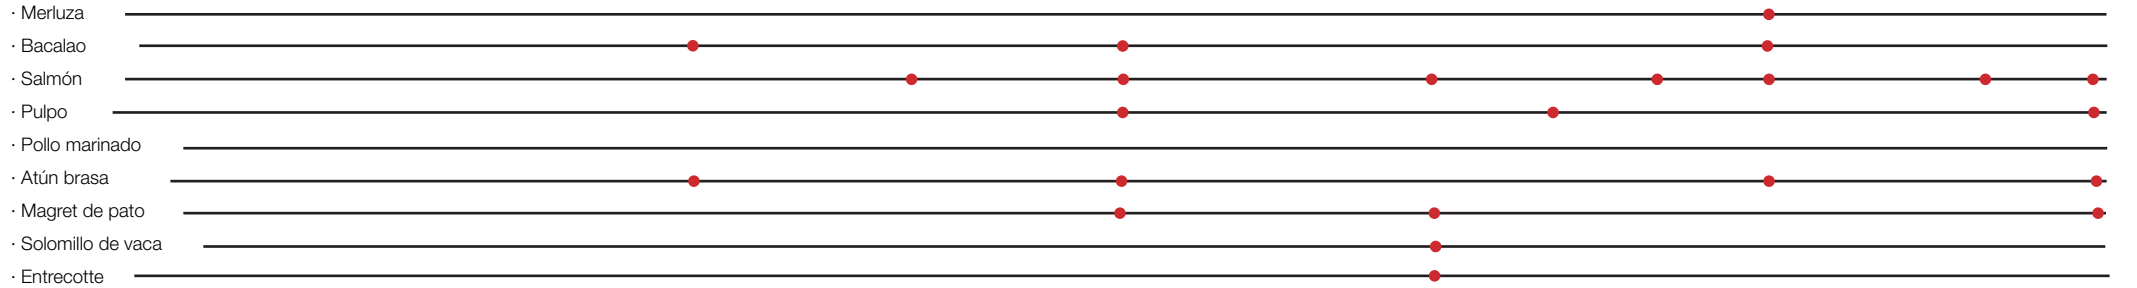 · Merluza
· Bacalao
· Salmón
· Pulpo
· Pollo marinado
· Atún brasa
· Magret de pato
· Solomillo de vaca
· Entrecotte